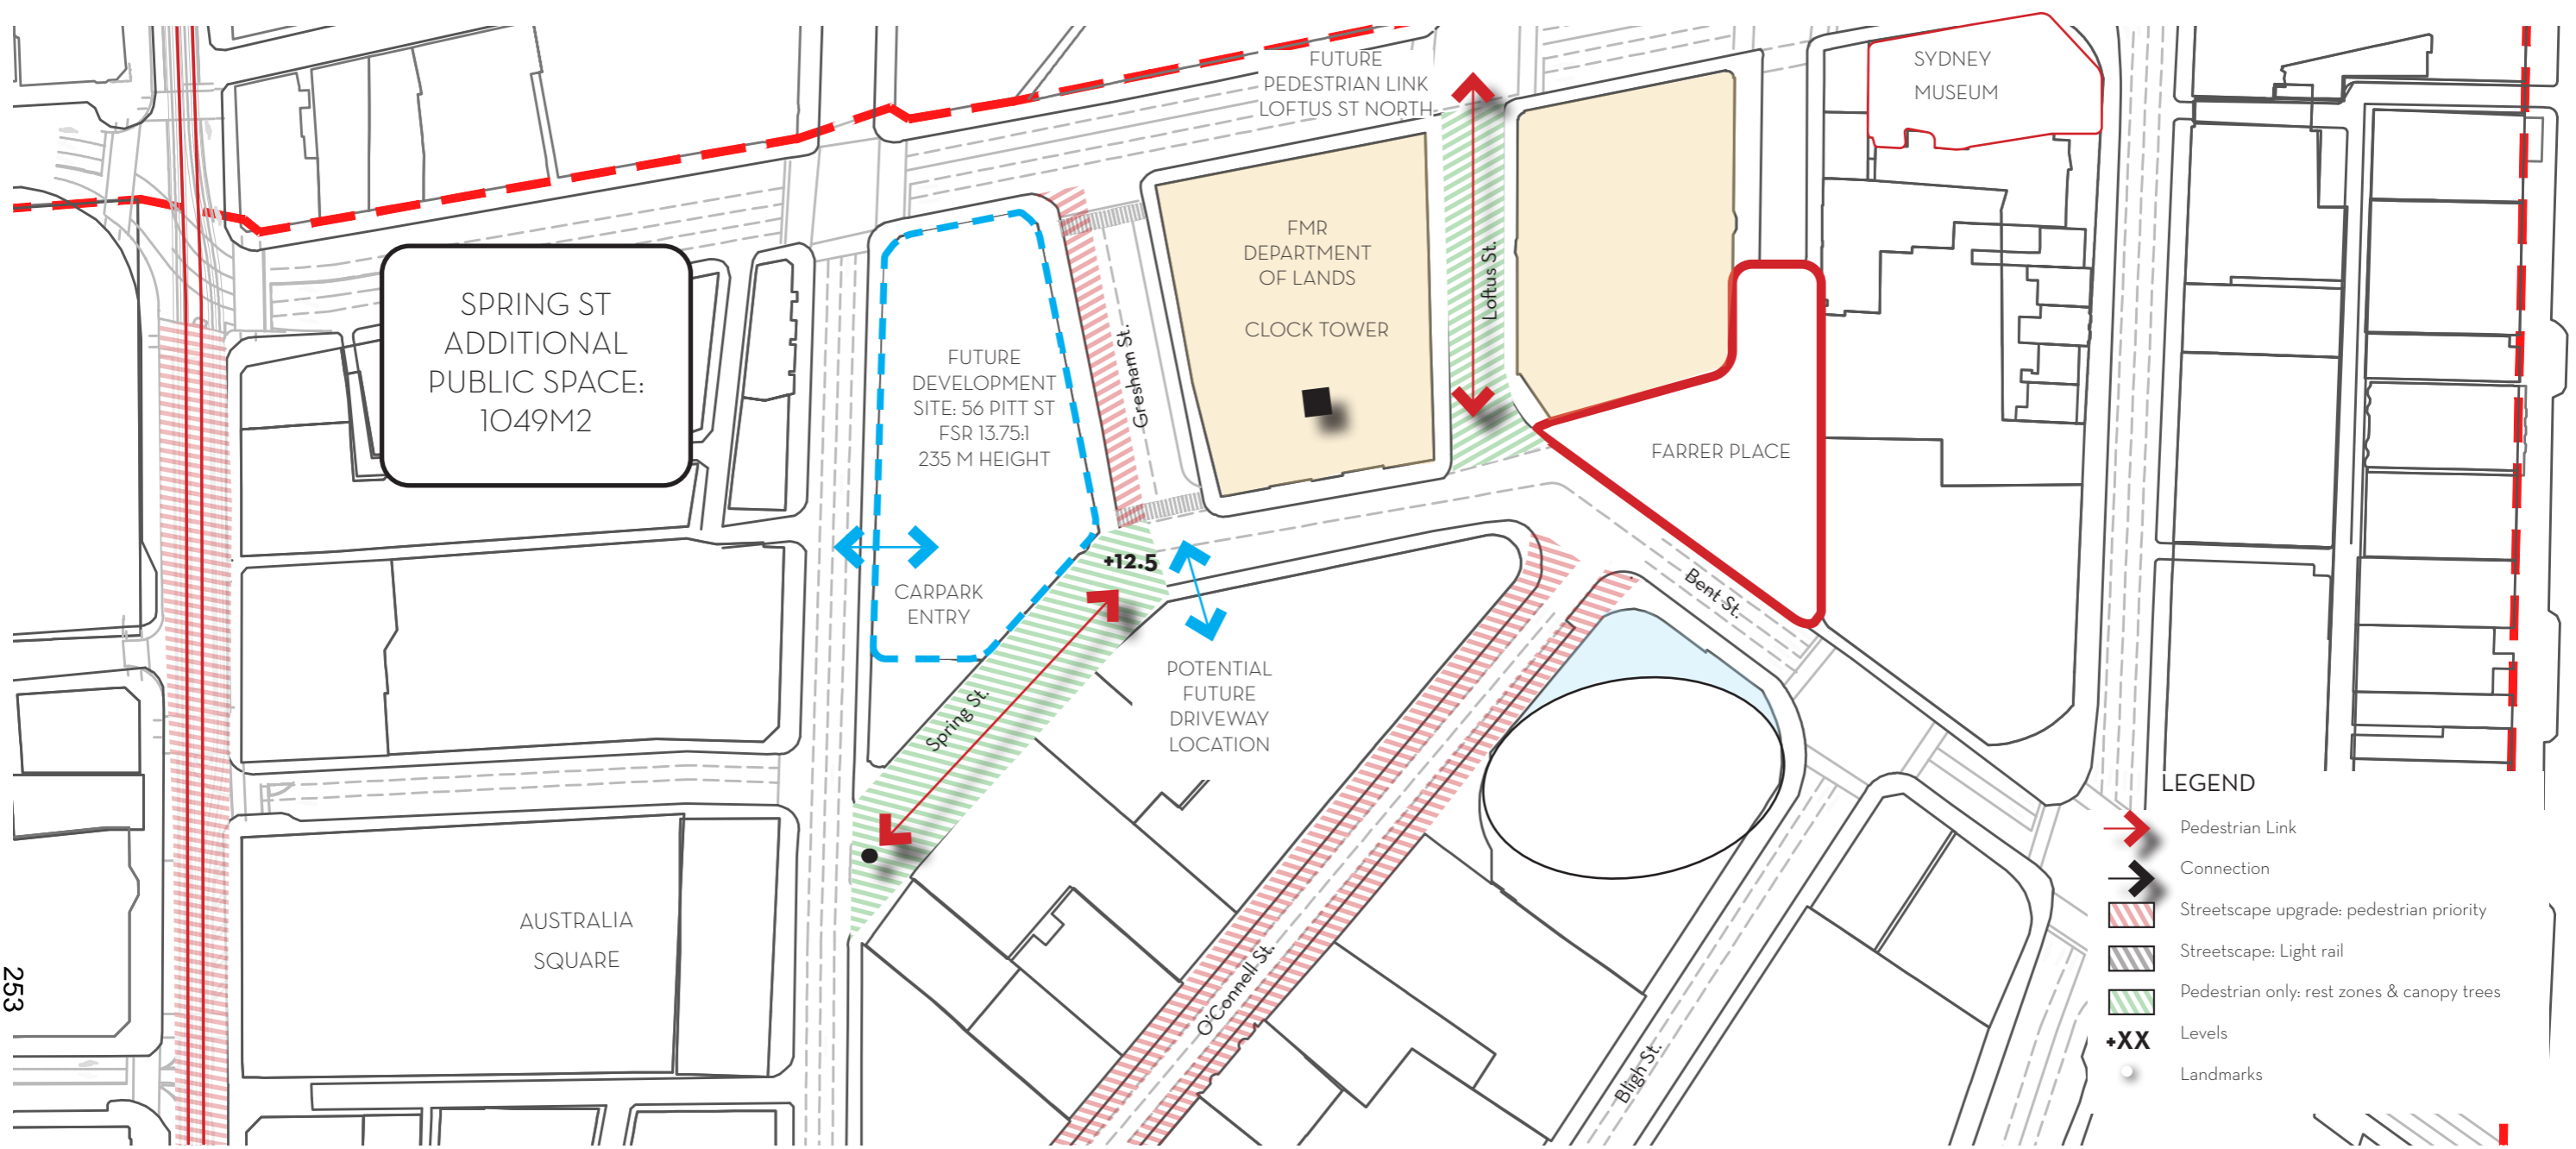 FUTURE
PEDESTRIAN LINK
LOFTUS ST NORTH
SYDNEY
MUSEUM
SPRING ST
ADDITIONAL
PUBLIC SPACE:
1049M2
FMR
DEPARTMENT
OF LANDS
CLOCK TOWER
Loftus St.
Gresham St.
FUTURE
DEVELOPMENT
SITE: 56 PITT ST
FSR 13.75:1
235 M HEIGHT
FARRER PLACE
+12.5
CARPARK
ENTRY
Bent St.
POTENTIAL
FUTURE
DRIVEWAY
LOCATION
Spring St.
AUSTRALIA
SQUARE
O'Connell St.
Bligh St.
253
LEGEND
Pedestrian Link
Connection
Streetscape upgrade: pedestrian priority
Streetscape: Light rail
Pedestrian only: rest zones & canopy trees
+XX Levels
Landmarks